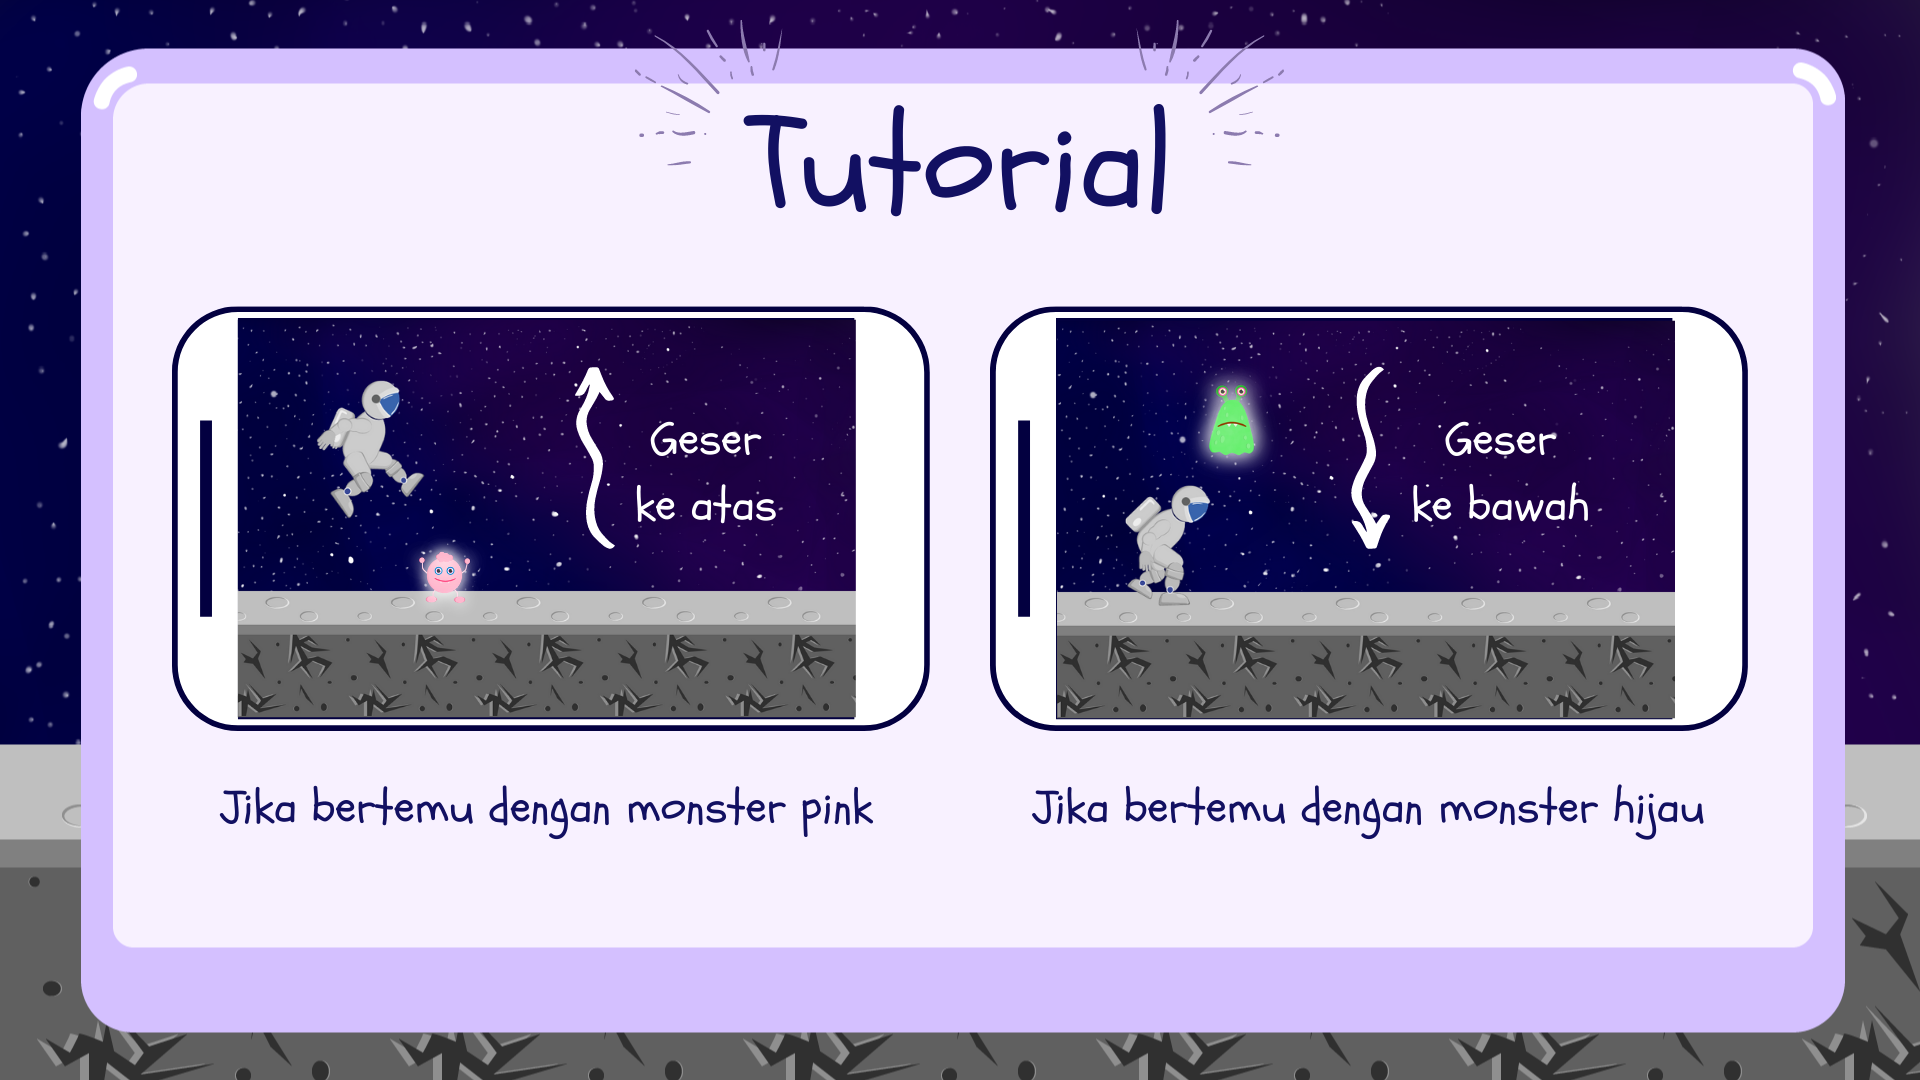 Tutorial
Geser
ke atas
Geser
ke bawah
Jika bertemu dengan monster pink
Jika bertemu dengan monster hijau